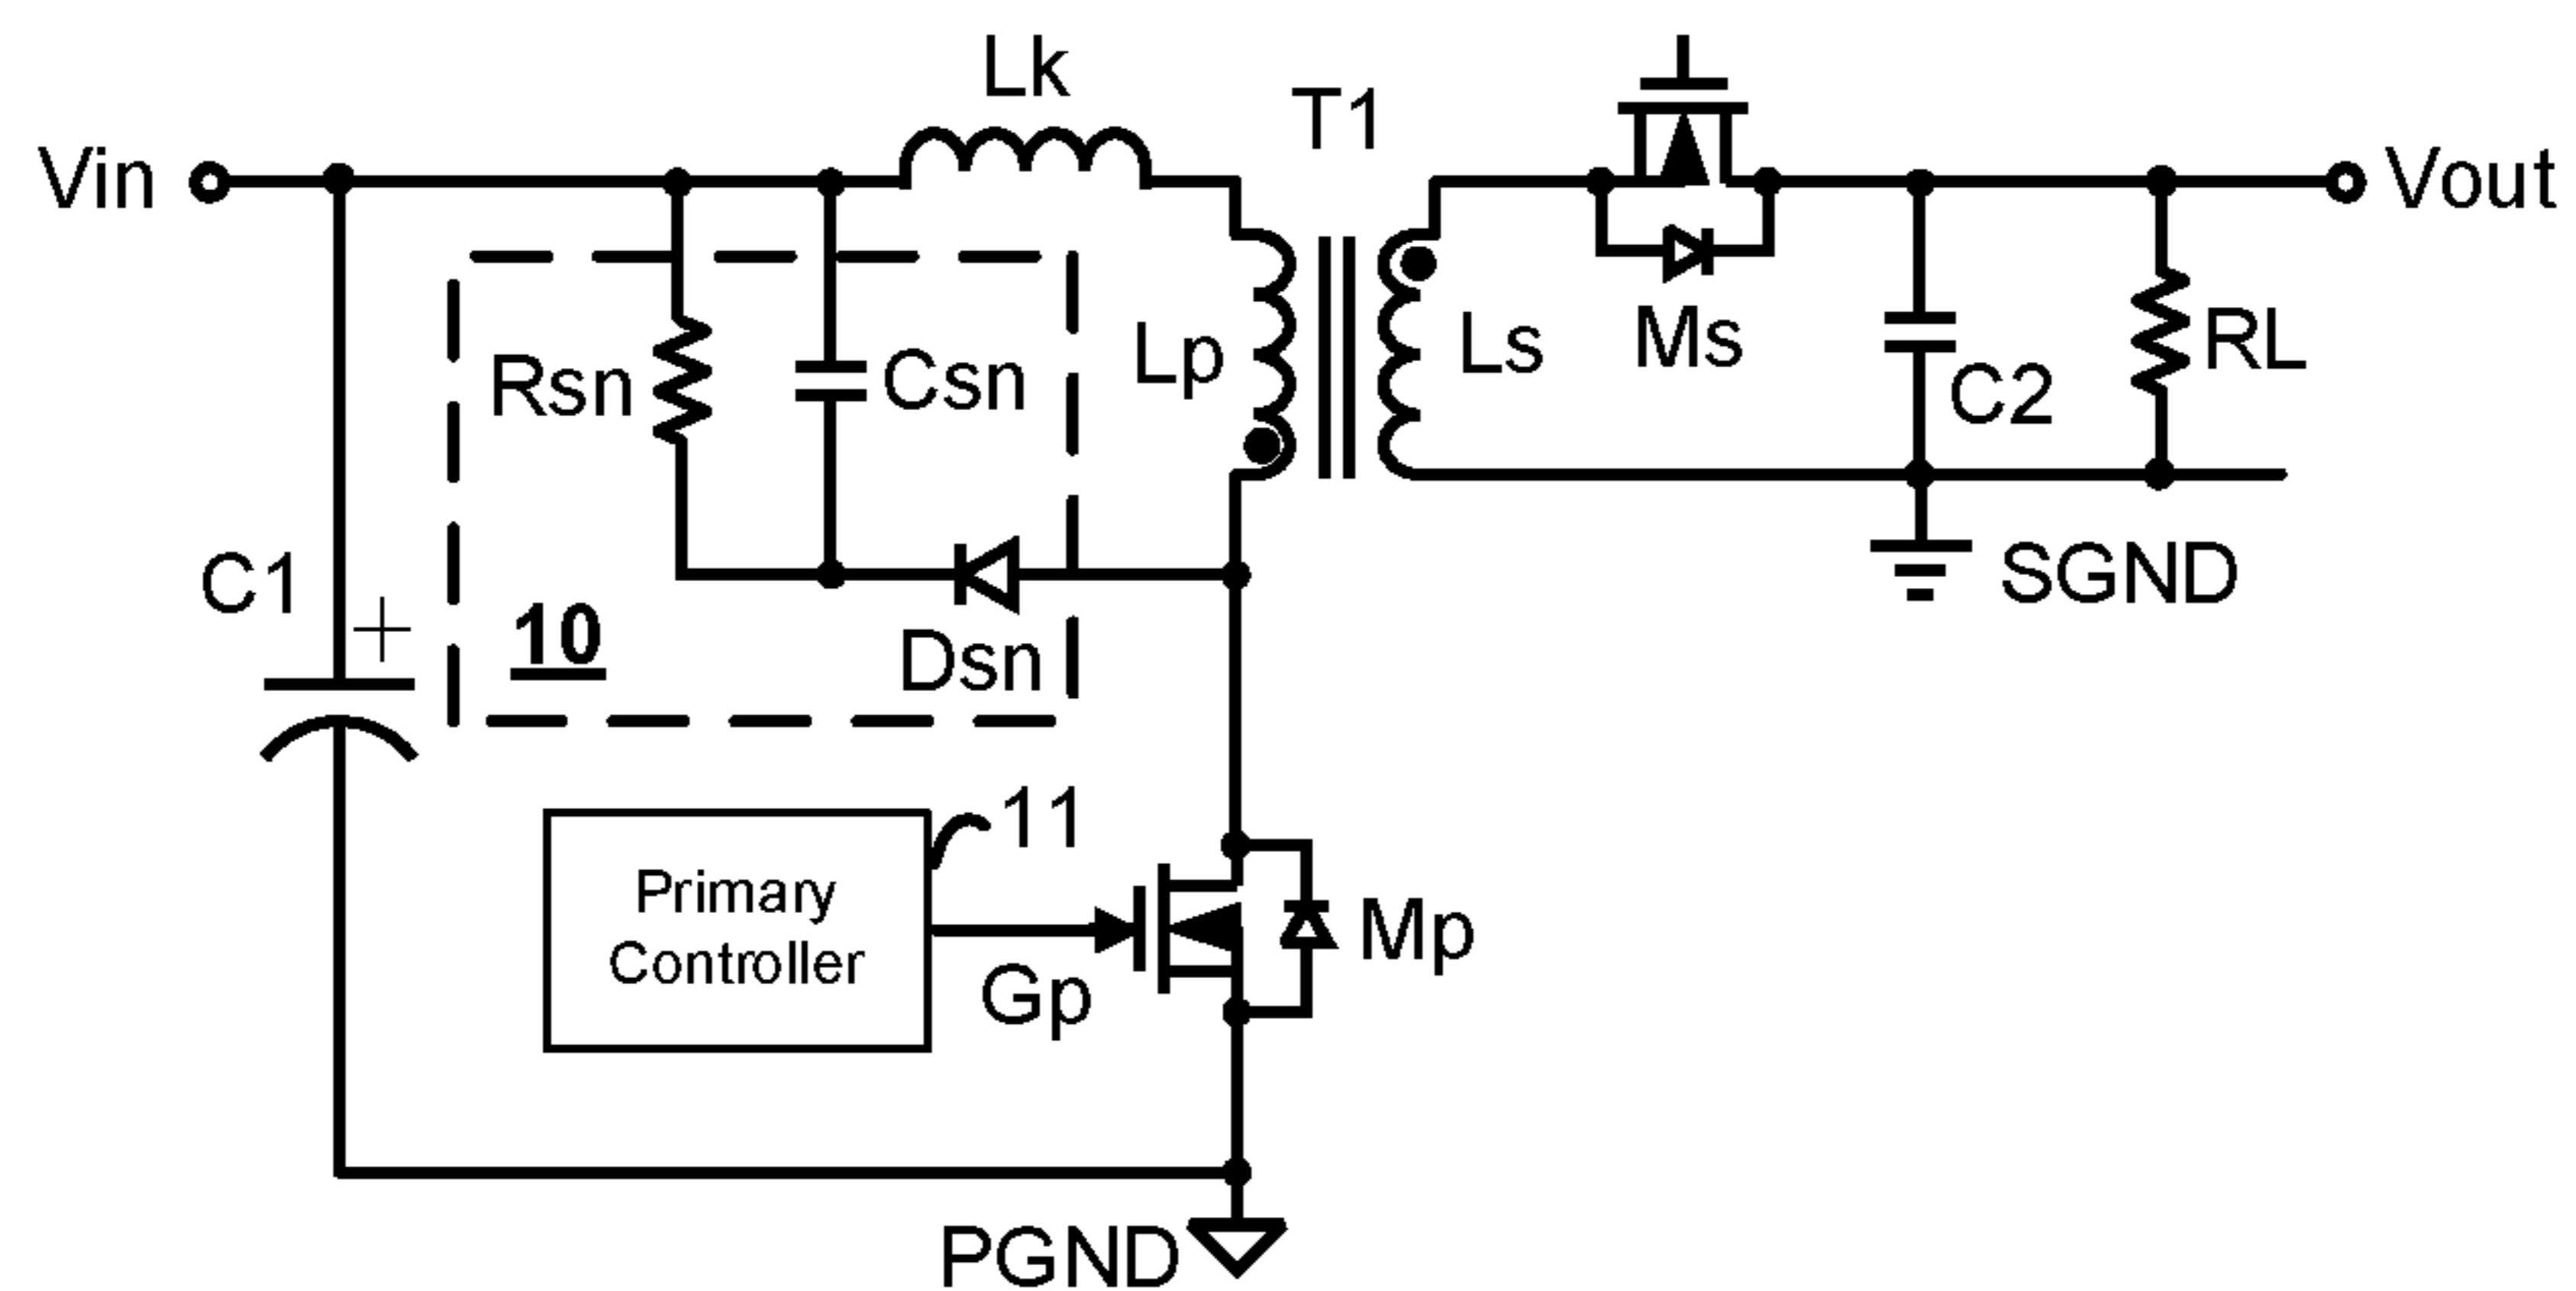 Lk
T1
Vin
Vout
Rsn
Csn
Lp
Ls
Ms
C2
RL
C1
+
10
Dsn
SGND
11
Primary
Controller
Gp
Mp
PGND